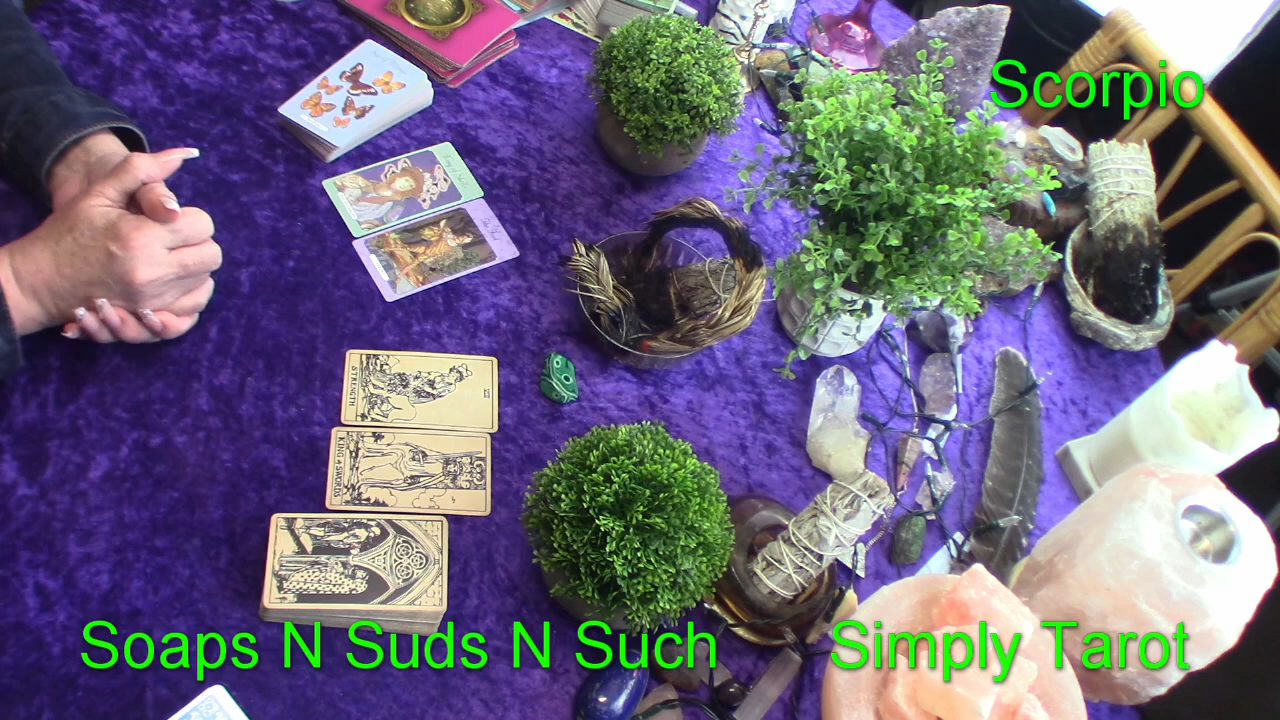 Scorpio
STRENGTH
KING of SWORDS
Soaps N Suds N Such
Simply Tarot